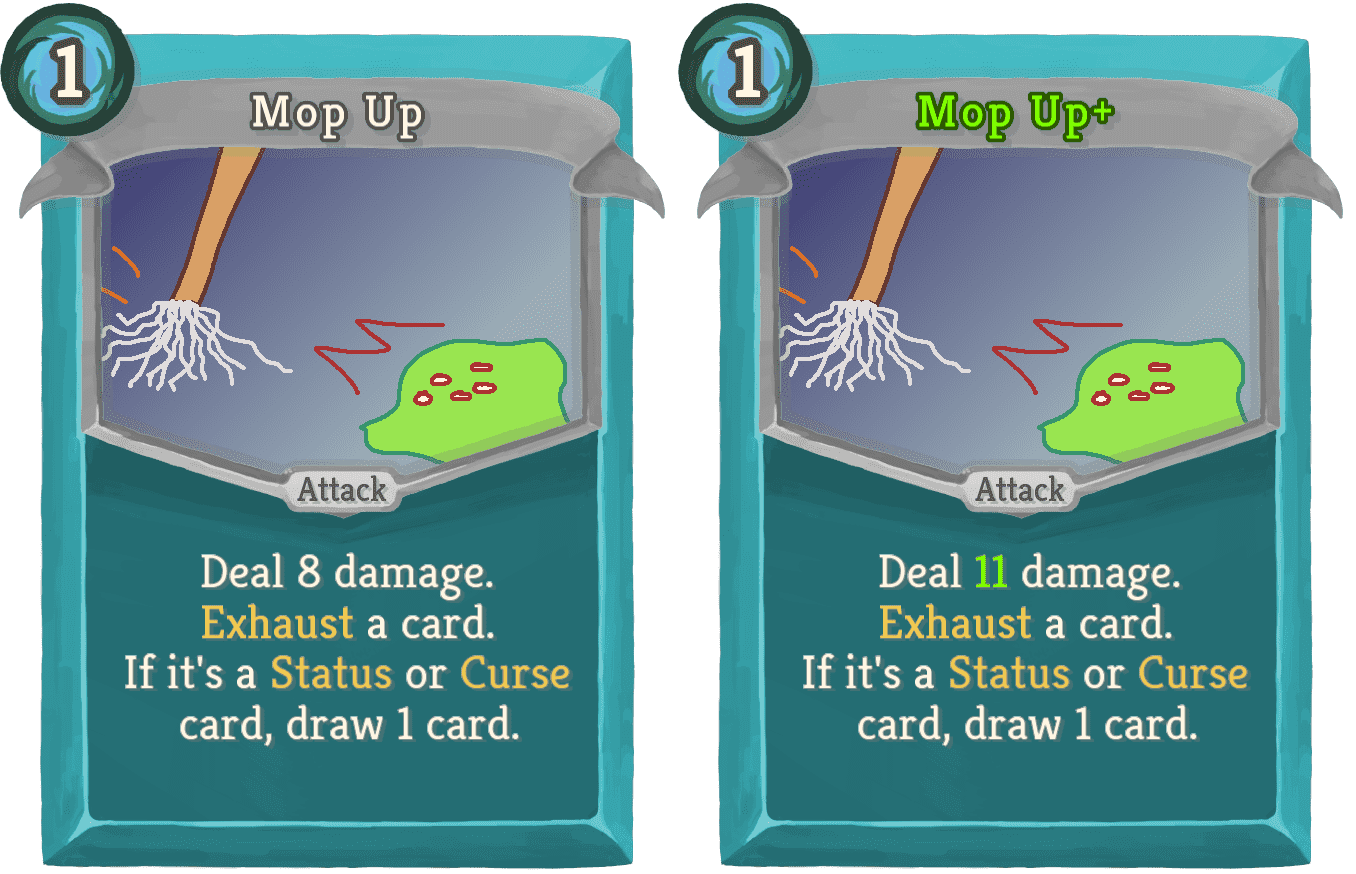 1
Mop Up
Attack
Deal 8 damage.
Exhaust a card.
If it's a Status or Curse
card, draw 1 card.
1
Mop Up+
Attack
Deal 11 damage.
Exhaust a card.
If it's a Status or Curse
card, draw 1 card.